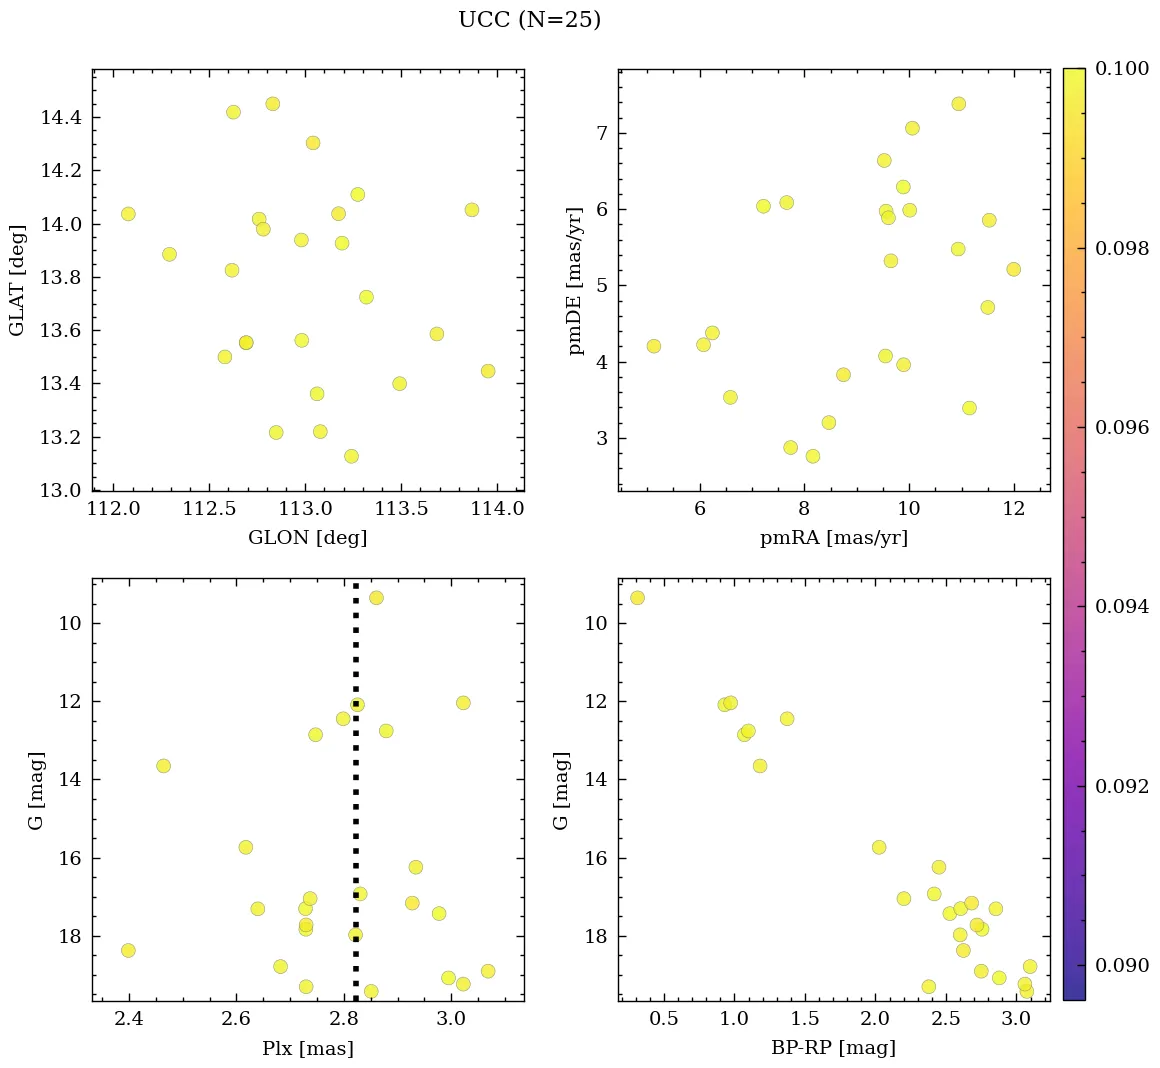 UCC (N=25)
14.4
14.2
14.0
13.8
13.6
13.4
13.2
13.0
GLAT [deg]
112.0 112.5 113.0 113.5 114.0
GLON [deg]
7
6
5
4
3
pmDE [mas/yr]
6 8 10 12
pmRA [mas/yr]
0.100
0.098
0.096
0.094
0.092
0.090
10
12
14
16
18
G [mag]
2.4 2.6 2.8 3.0
Plx [mas]
10
12
14
16
18
G [mag]
0.5 1.0 1.5 2.0 2.5 3.0
BP-RP [mag]